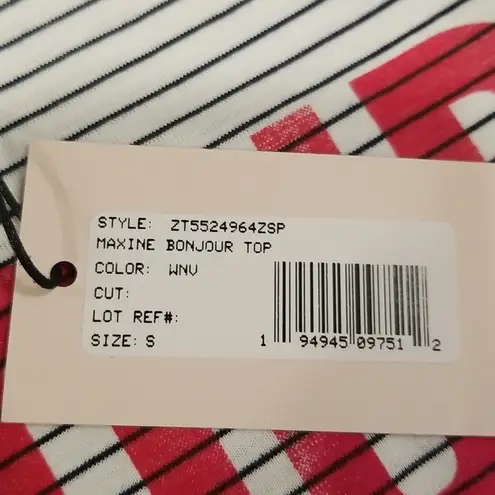 STYLE: ZT5524964ZSP
MAXINE BONJOUR TOP
COLOR: WNV
CUT:
LOT REF#:
SIZE: S
1 94945 09751 2